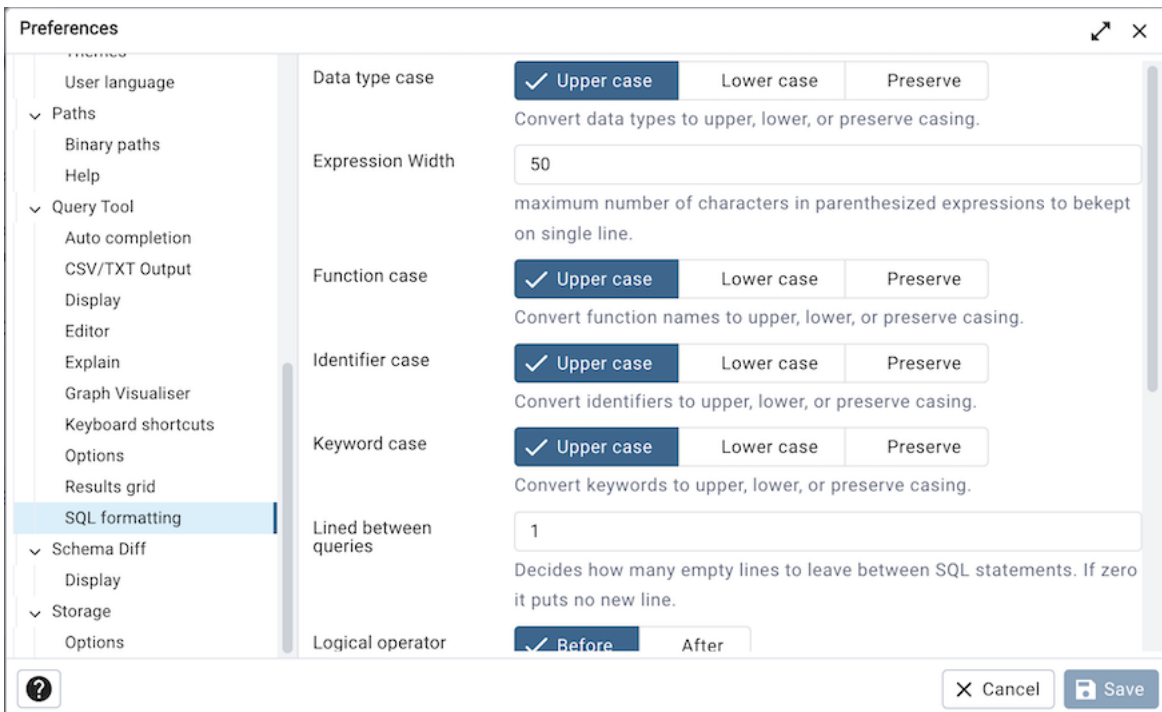 Preferences
Themes
User language
Paths
Binary paths
Help
Query Tool
Auto completion
CSV/TXT Output
Display
Editor
Explain
Graph Visualiser
Keyboard shortcuts
Options
Results grid
SQL formatting
Schema Diff
Display
Storage
Options
Data type case
Upper case Lower case Preserve
Convert data types to upper, lower, or preserve casing.
Expression Width
50
maximum number of characters in parenthesized expressions to bekept
on single line.
Function case
Upper case Lower case Preserve
Convert function names to upper, lower, or preserve casing.
Identifier case
Upper case Lower case Preserve
Convert identifiers to upper, lower, or preserve casing.
Keyword case
Upper case Lower case Preserve
Convert keywords to upper, lower, or preserve casing.
Lined between
queries
1
Decides how many empty lines to leave between SQL statements. If zero
it puts no new line.
Logical operator
Before After
? Cancel Save